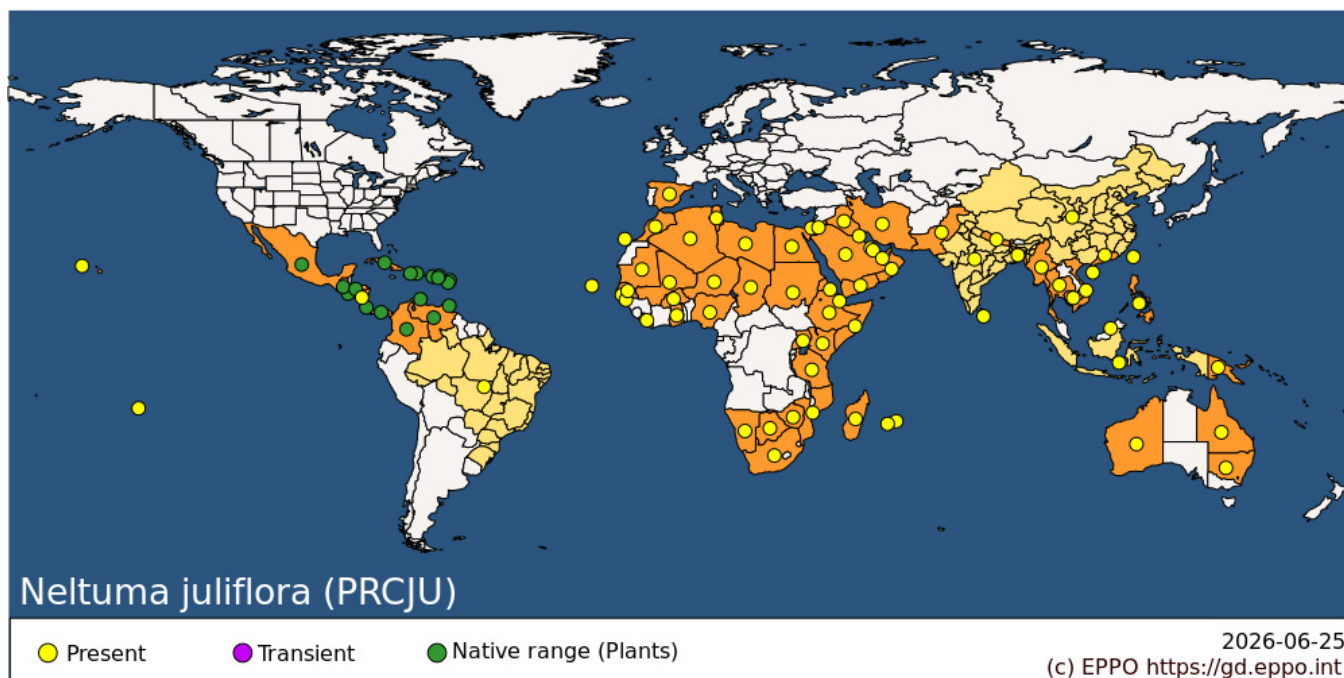 Neltuma juliflora (PRCJU)
Present
Transient
Native range (Plants)
2026-06-25
(c) EPPO https://gd.eppo.int